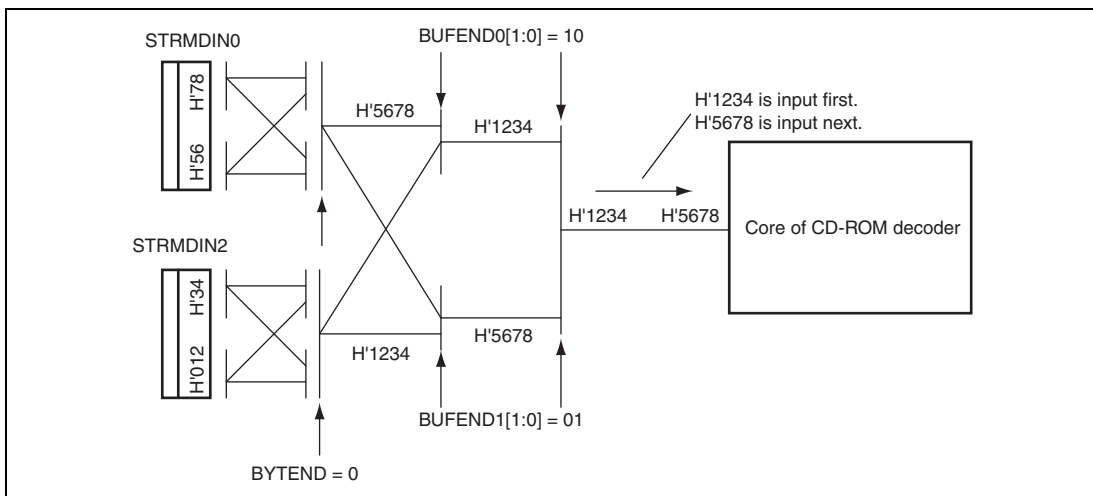 STRMDIN0
H'78
H'56
BUFEND0[1:0] = 10
H'5678
H'1234
H'1234 is input first.
H'5678 is input next.
H'1234
H'5678
Core of CD-ROM decoder
STRMDIN2
H'34
H'012
H'1234
H'5678
BUFEND1[1:0] = 01
BYTEND = 0